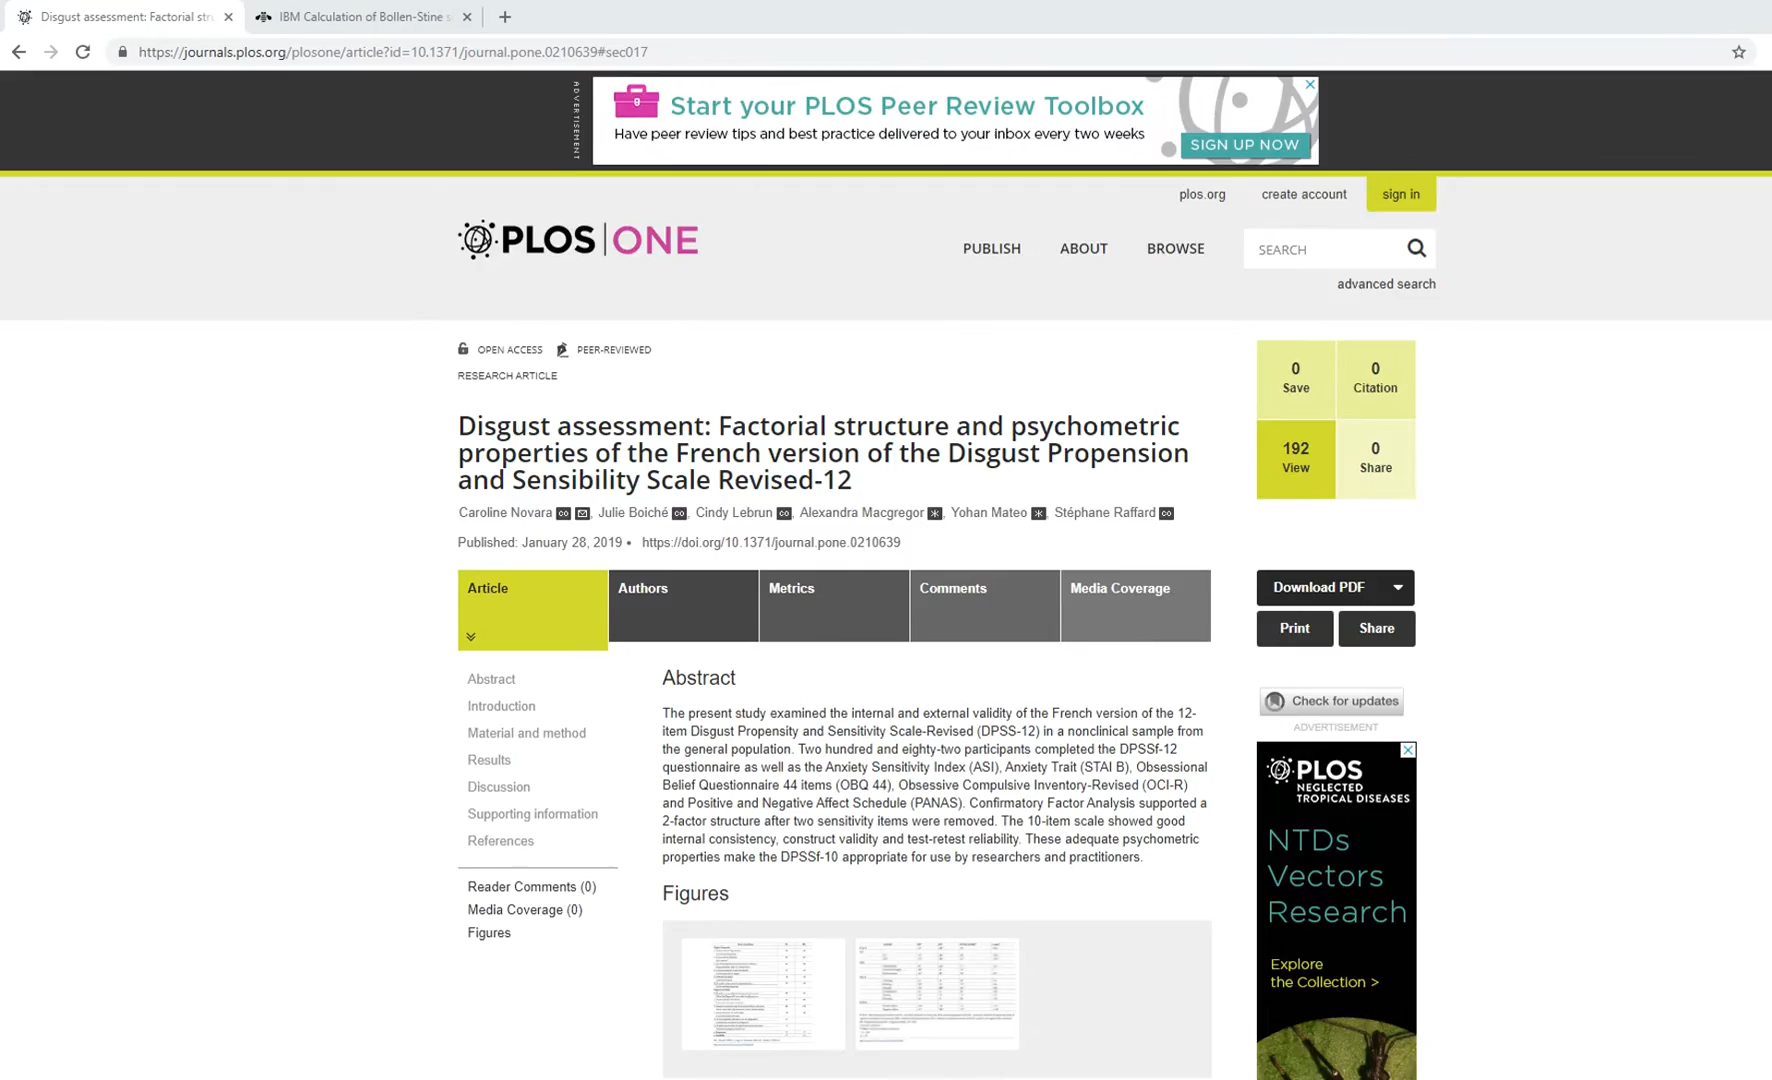 Disgust assessment: Factorial str
IBM Calculation of Bollen-Stine s
https://journals.plos.org/plosone/article?id=10.1371/journal.pone.0210639#sec017
ADVERTISEMENT
Start your PLOS Peer Review Toolbox
Have peer review tips and best practice delivered to your inbox every two weeks
SIGN UP NOW
plos.org
create account
sign in
PLOS ONE
PUBLISH
ABOUT
BROWSE
SEARCH
advanced search
OPEN ACCESS
PEER-REVIEWED
RESEARCH ARTICLE
0
Save
0
Citation
192
View
0
Share
Disgust assessment: Factorial structure and psychometric
properties of the French version of the Disgust Propension
and Sensibility Scale Revised-12
Caroline Novara, Julie Boiché, Cindy Lebrun, Alexandra Macgregor, Yohan Mateo, Stéphane Raffard
Published: January 28, 2019 • https://doi.org/10.1371/journal.pone.0210639
Article
Authors
Metrics
Comments
Media Coverage
Download PDF
Print
Share
Abstract
Introduction
Material and method
Results
Discussion
Supporting information
References
Reader Comments (0)
Media Coverage (0)
Figures
Abstract
The present study examined the internal and external validity of the French version of the 12-
item Disgust Propensity and Sensitivity Scale-Revised (DPSS-12) in a nonclinical sample from
the general population. Two hundred and eighty-two participants completed the DPSSf-12
questionnaire as well as the Anxiety Sensitivity Index (ASI), Anxiety Trait (STAI B), Obsessional
Belief Questionnaire 44 items (OBQ 44), Obsessive Compulsive Inventory-Revised (OCI-R)
and Positive and Negative Affect Schedule (PANAS). Confirmatory Factor Analysis supported a
2-factor structure after two sensitivity items were removed. The 10-item scale showed good
internal consistency, construct validity and test-retest reliability. These adequate psychometric
properties make the DPSSf-10 appropriate for use by researchers and practitioners.
Figures
Check for updates
ADVERTISEMENT
PLOS
NEGLECTED
TROPICAL DISEASES
NTDs
Vectors
Research
Explore
the Collection >